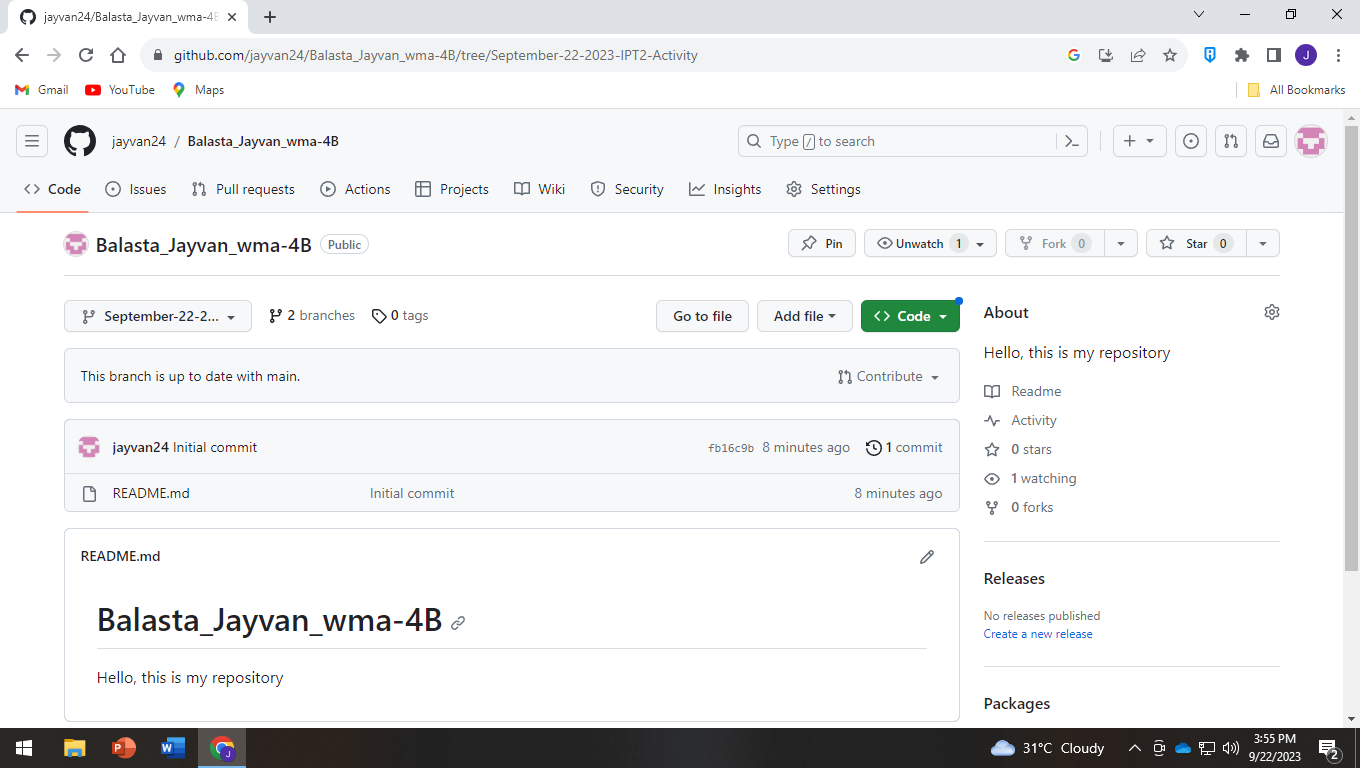 jayvan24/Balasta_Jayvan_wma-4B
github.com/jayvan24/Balasta_Jayvan_wma-4B/tree/September-22-2023-IPT2-Activity
Gmail YouTube Maps All Bookmarks
jayvan24 / Balasta_Jayvan_wma-4B Type / to search
Code Issues Pull requests Actions Projects Wiki Security Insights Settings
Balasta_Jayvan_wma-4B Public Pin Unwatch 1 Fork 0 Star 0
September-22-2... 2 branches 0 tags Go to file Add file Code
This branch is up to date with main. Contribute
jayvan24 Initial commit fb16c9b 8 minutes ago 1 commit
README.md Initial commit 8 minutes ago
README.md
Balasta_Jayvan_wma-4B
Hello, this is my repository
About
Hello, this is my repository
Readme
Activity
0 stars
1 watching
0 forks
Releases
No releases published
Create a new release
Packages
31°C Cloudy
3:55 PM
9/22/2023
2